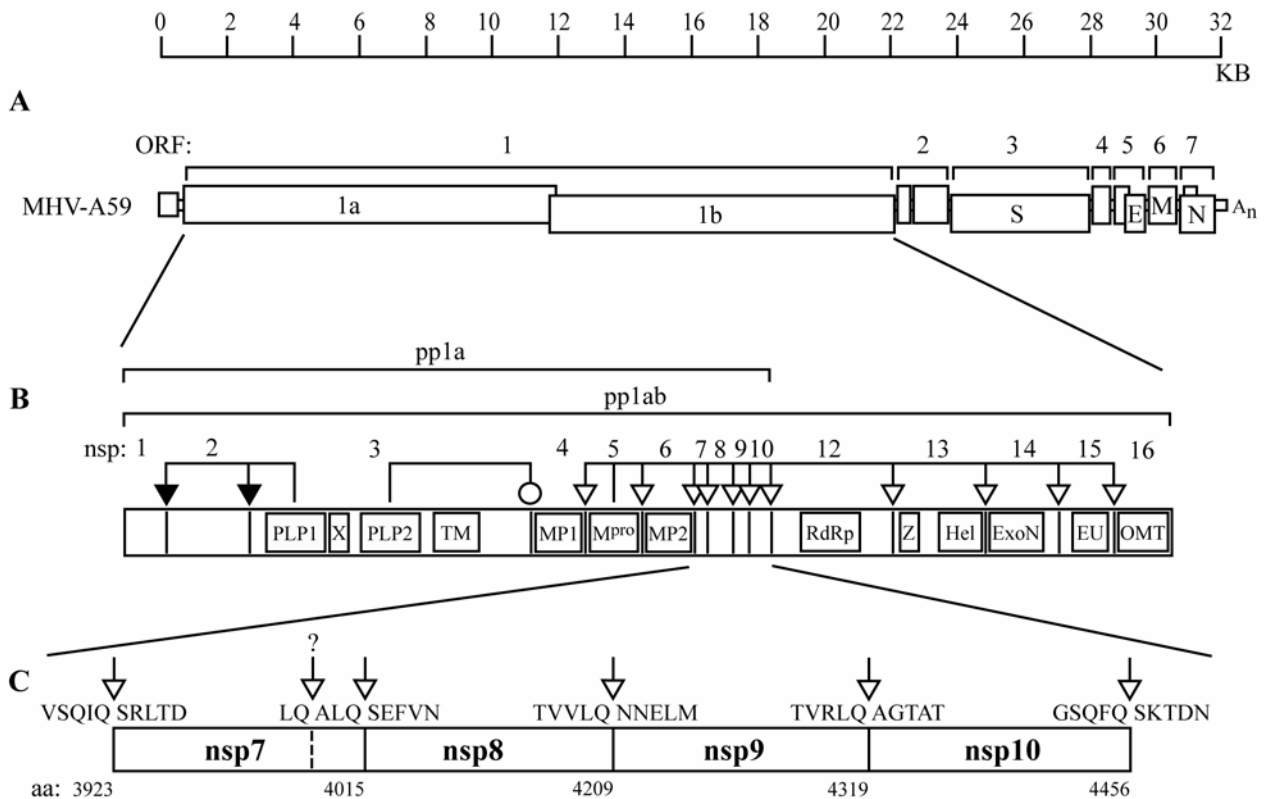 0 2 4 6 8 10 12 14 16 18 20 22 24 26 28 30 32
KB
A
ORF: 1 2 3 4 5 6 7
MHV-A59 1a 1b S E M N An
pp1a
B
pp1ab
nsp: 1 2 3 4 5 6 7 8 9 10 12 13 14 15 16
PLP1 X PLP2 TM MP1 Mpro MP2 RdRp Z Hel ExoN EU OMT
?
C
VSQIQ SRLTD LQ ALQ SEFVN TVVLQ NNELM TVRLQ AGTAT GSQFQ SKTDN
nsp7 nsp8 nsp9 nsp10
aa: 3923 4015 4209 4319 4456